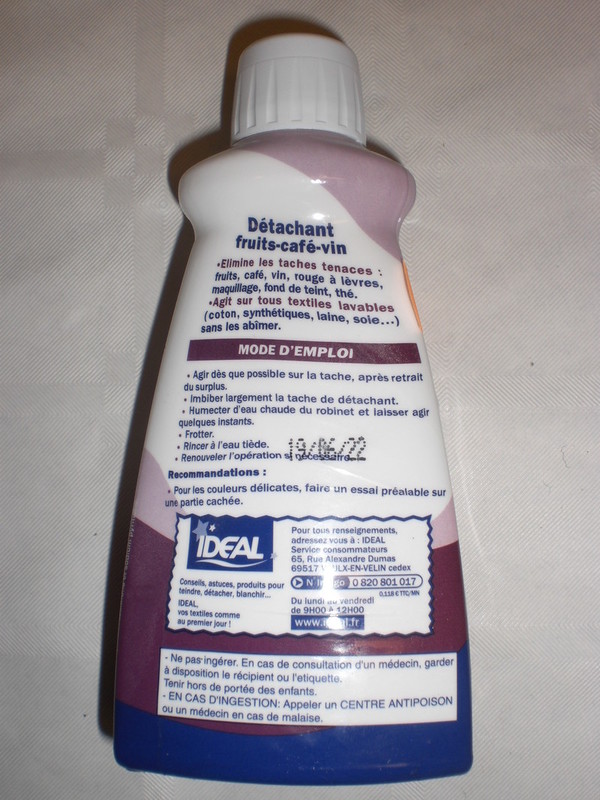 Détachant
fruits-café-vin
•Elimine les taches tenaces :
fruits, café, vin, rouge à lèvres,
maquillage, fond de teint, thé.
•Agit sur tous textiles lavables
(coton, synthétiques, laine, soie...)
sans les abîmer.
MODE D'EMPLOI
• Agir dès que possible sur la tache, après retrait
du surplus.
• Imbiber largement la tache de détachant.
• Humecter d'eau chaude du robinet et laisser agir
quelques instants.
• Frotter.
• Rincer à l'eau tiède.
19/06/22
• Renouveler l'opération si nécessaire.
Recommandations :
• Pour les couleurs délicates, faire un essai préalable sur
une partie cachée.
IDEAL
Conseils, astuces, produits pour
teindre, détacher, blanchir...
IDEAL,
vos textiles comme
au premier jour !
Pour tous renseignements,
adressez vous à : IDEAL
Service consommateurs
65, Rue Alexandre Dumas
69517 VAULX-EN-VELIN cedex
N Indigo 0 820 801 017
0,118 € TTC/MN
Du lundi au vendredi
de 9H00 à 12H00
www.ideal.fr
- Ne pas ingérer. En cas de consultation d'un médecin, garder
à disposition le récipient ou l'etiquette.
Tenir hors de portée des enfants.
- EN CAS D'INGESTION: Appeler un CENTRE ANTIPOISON
ou un médecin en cas de malaise.